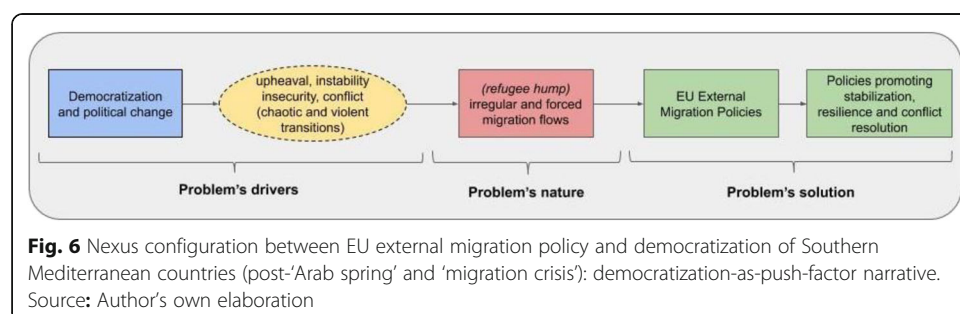 Democratization
and political change
upheaval, instability
insecurity, conflict
(chaotic and violent
transitions)
(refugee hump)
irregular and forced
migration flows
EU External
Migration Policies
Policies promoting
stabilization,
resilience and conflict
resolution
Problem's drivers
Problem's nature
Problem's solution
Fig. 6 Nexus configuration between EU external migration policy and democratization of Southern
Mediterranean countries (post-‘Arab spring’ and ‘migration crisis’): democratization-as-push-factor narrative.
Source: Author's own elaboration